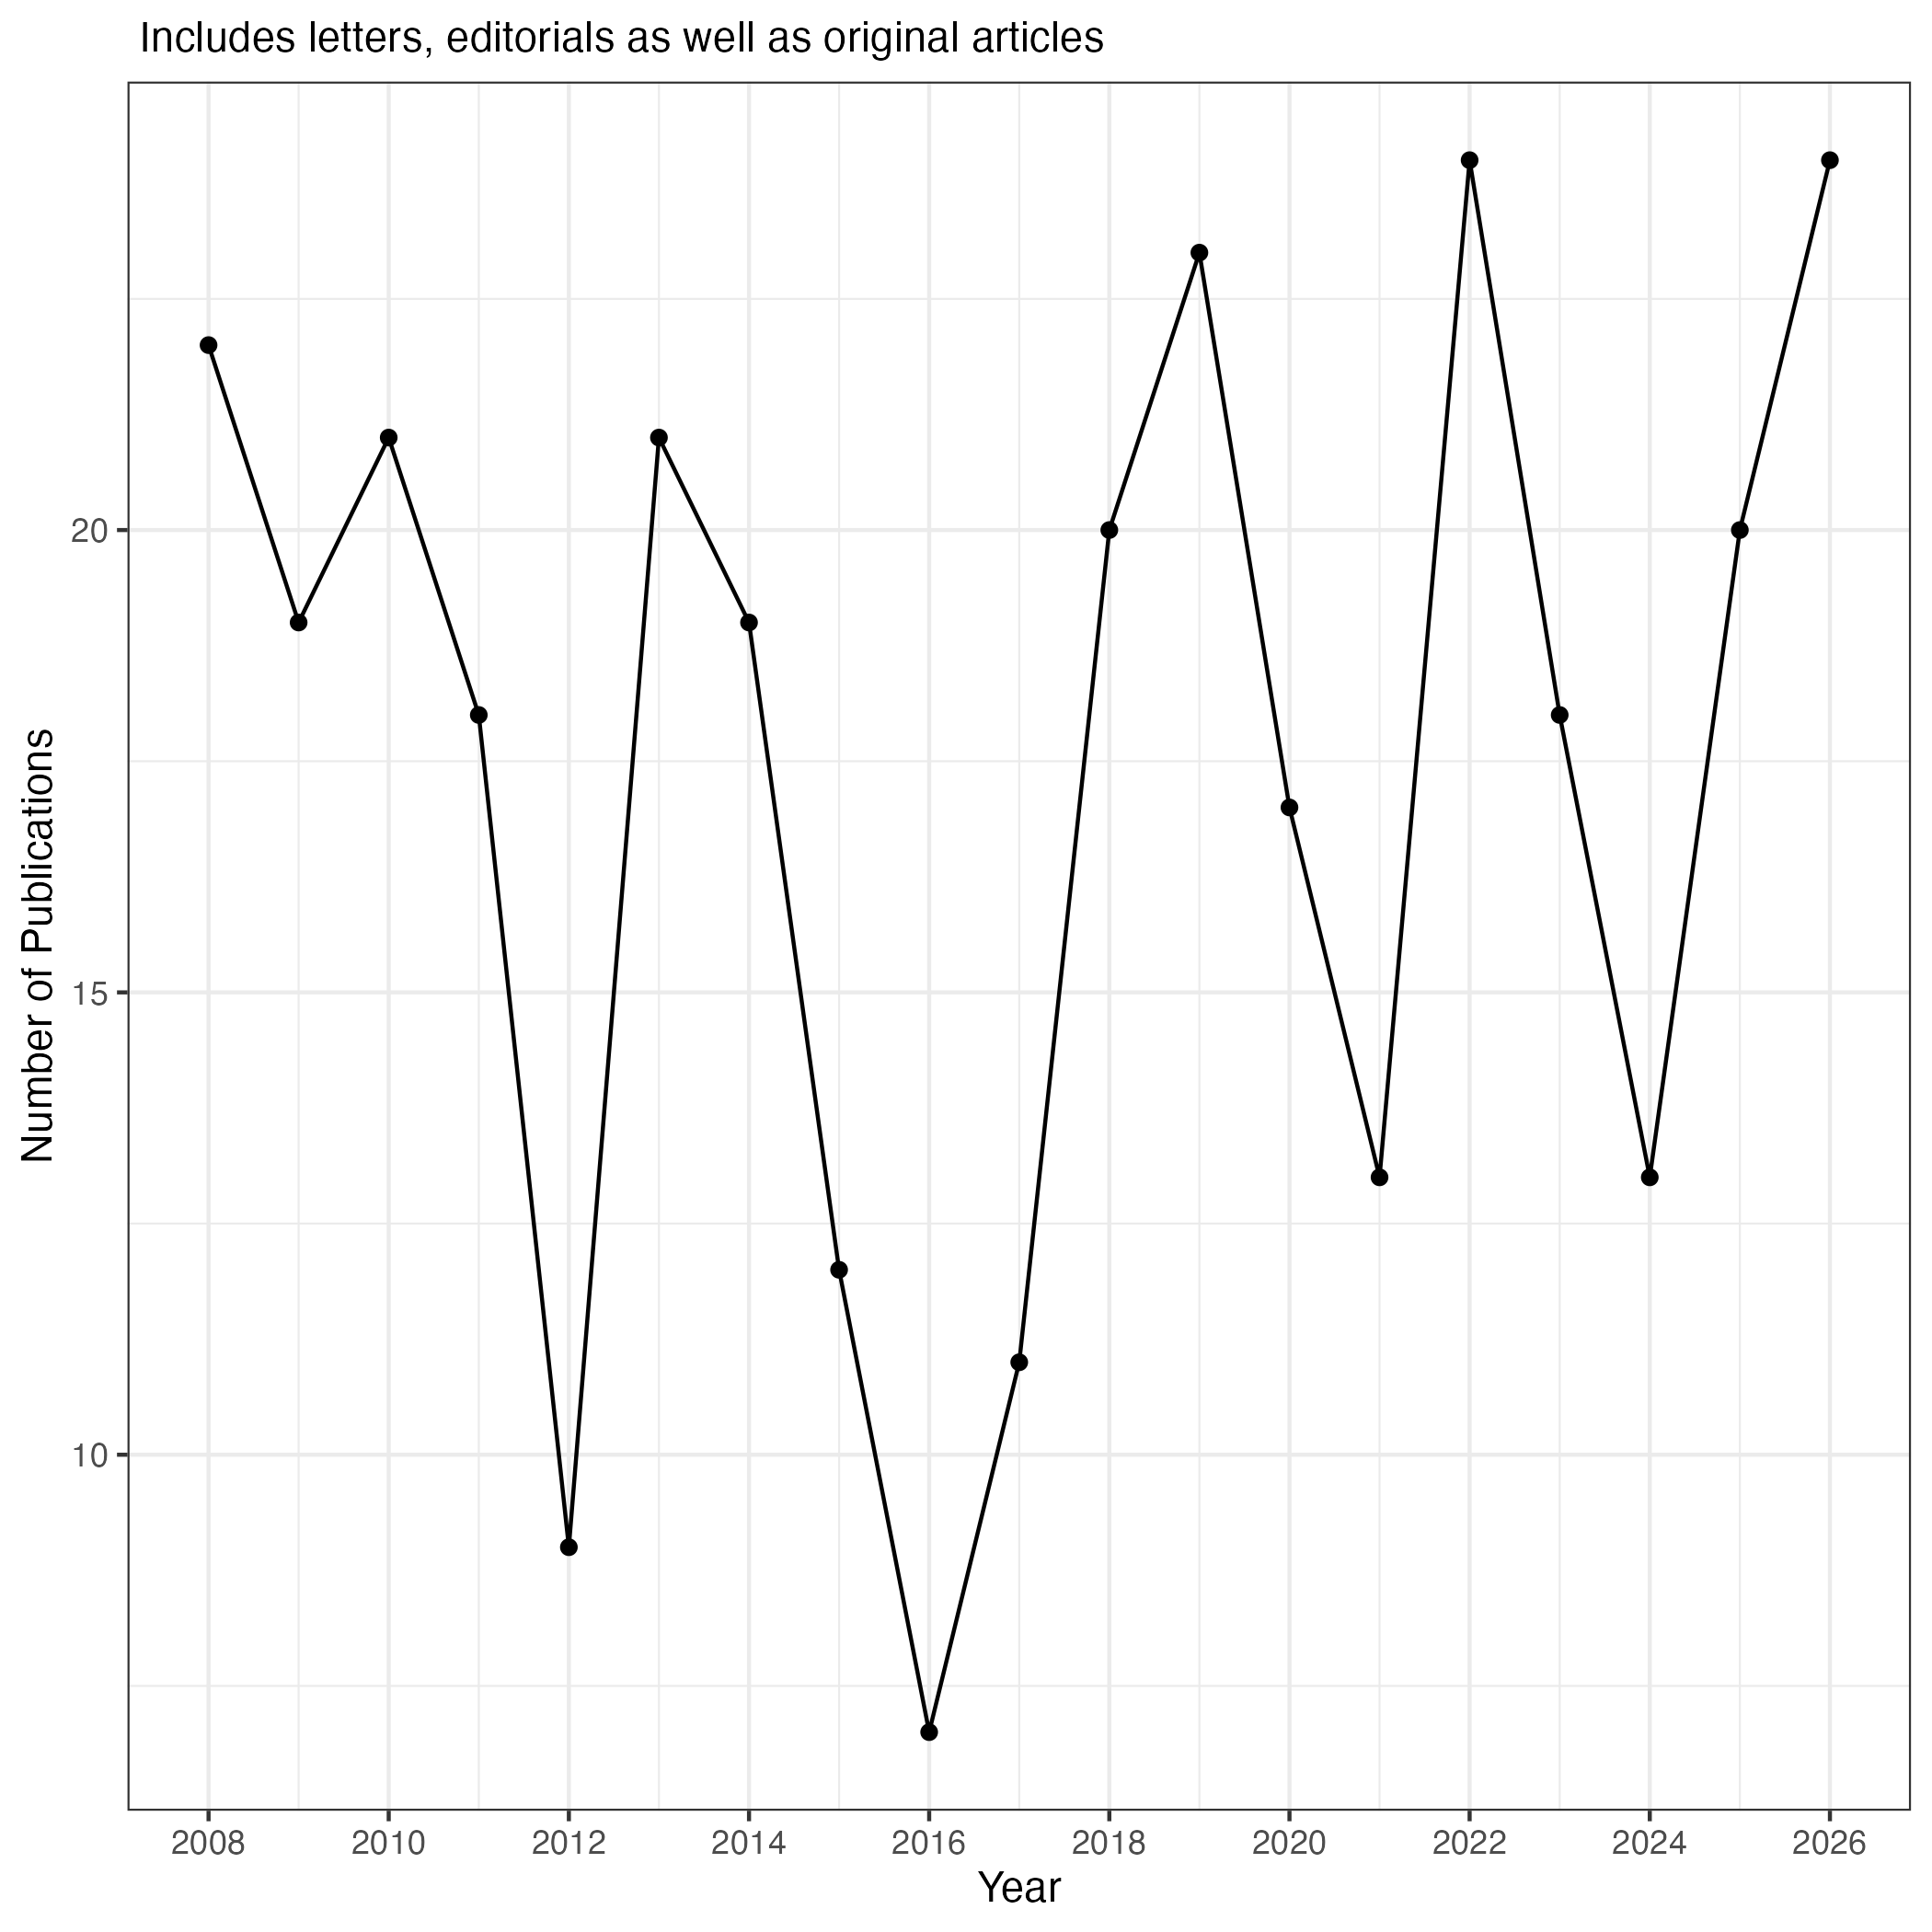 Includes letters, editorials as well as original articles
Number of Publications
20
15
10
2008 2010 2012 2014 2016 2018 2020 2022 2024 2026
Year